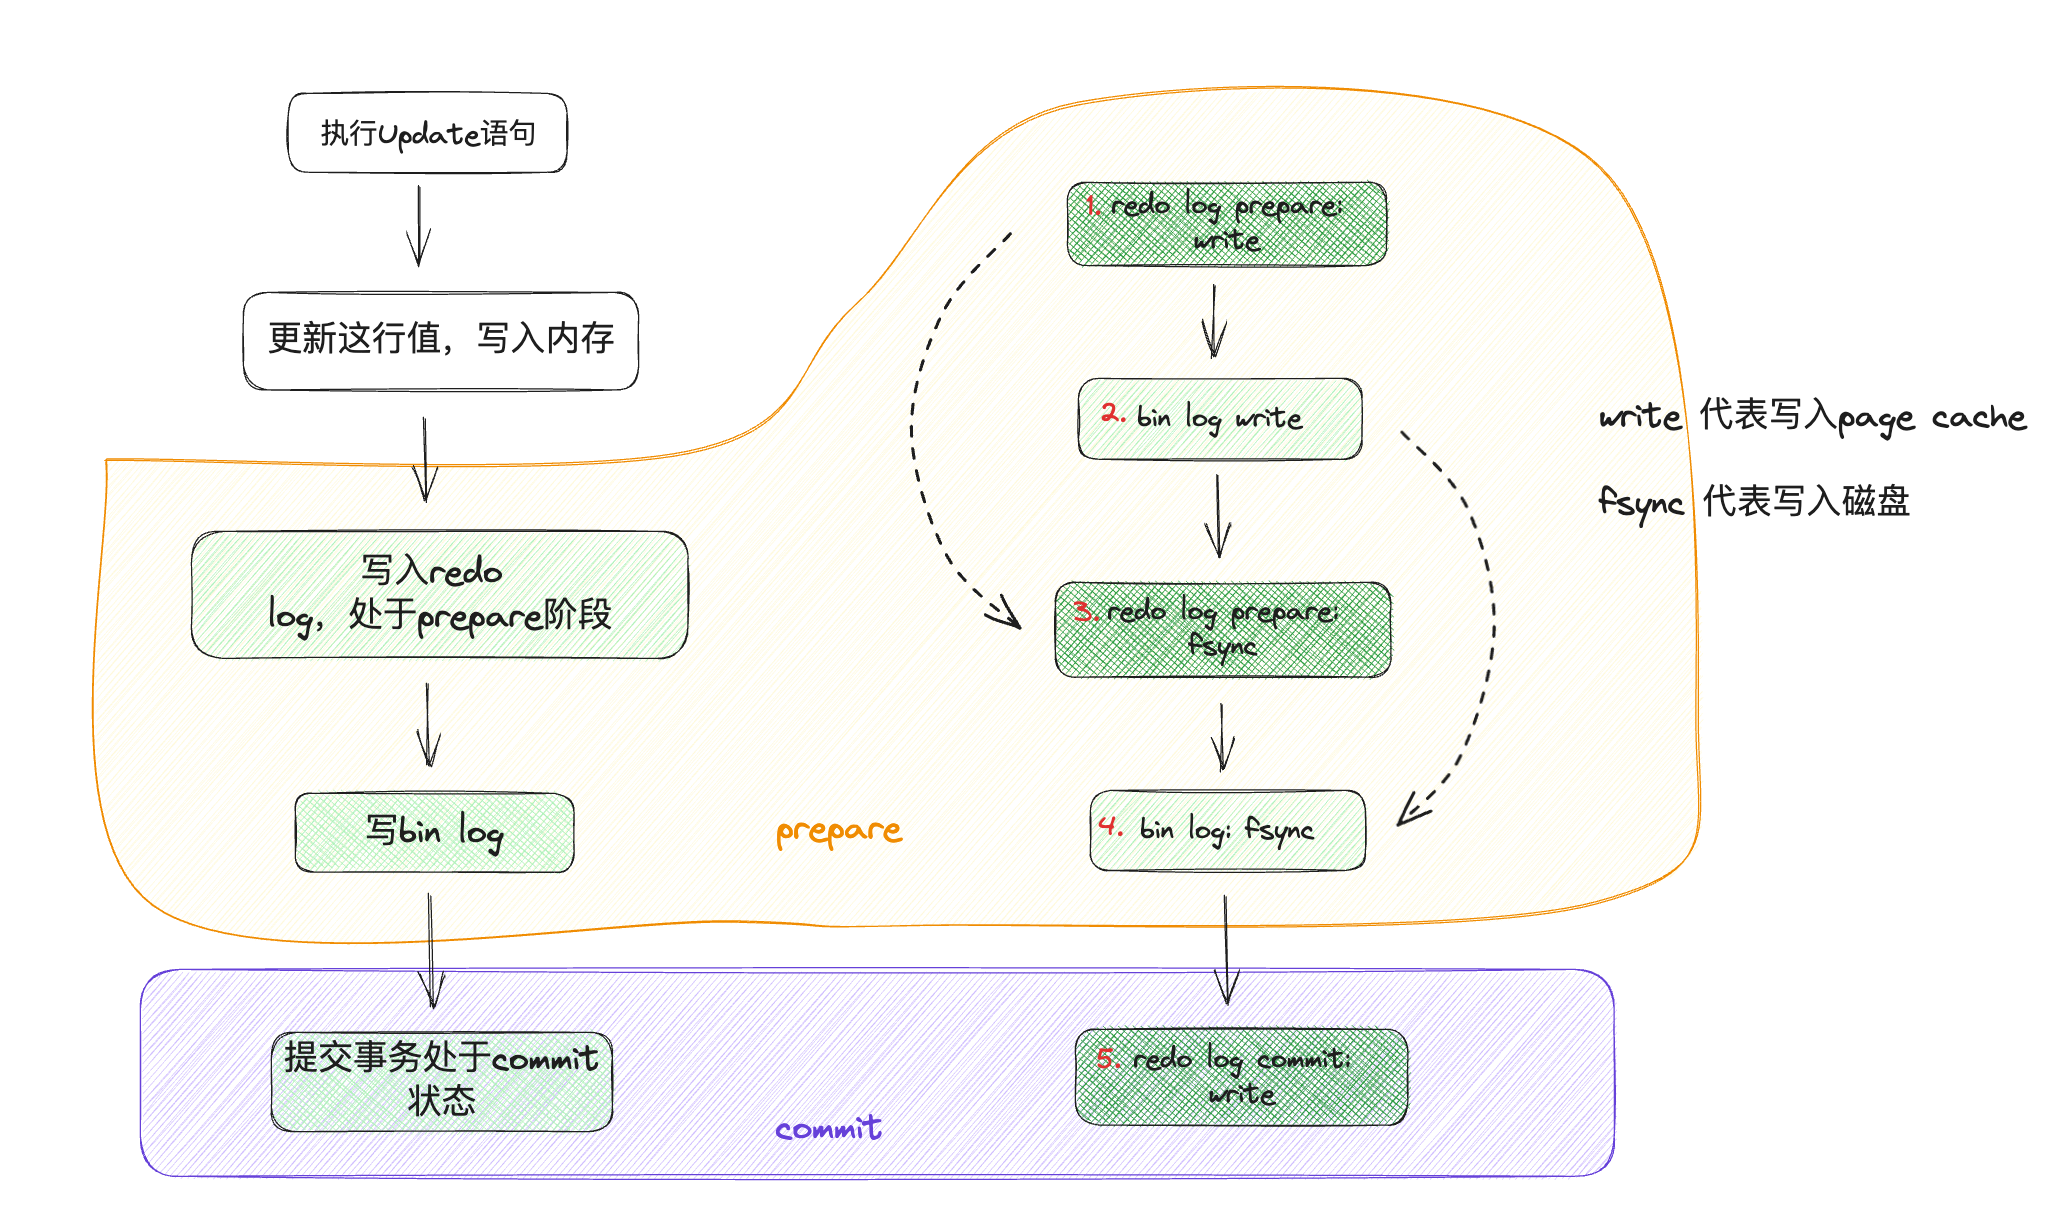 执行Update语句
更新这行值，写入内存
写入redo
log，处于prepare阶段
写bin log
提交事务处于commit
状态
1. redo log prepare:
write
2. bin log write
3. redo log prepare:
fsync
4. bin log: fsync
5. redo log commit:
write
prepare
commit
write 代表写入page cache
fsync 代表写入磁盘